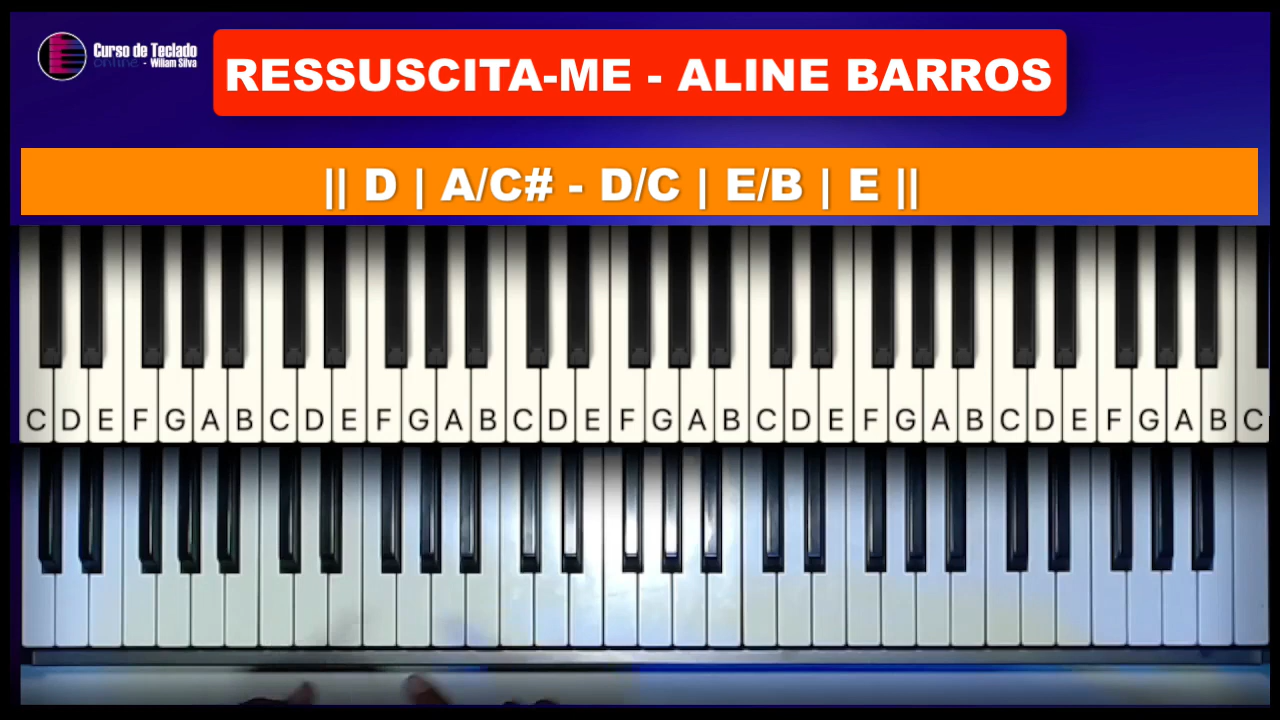 Curso de Teclado
online - Wiliam Silva
RESSUSCITA-ME - ALINE BARROS
|| D | A/C# - D/C | E/B | E ||
C D E F G A B C D E F G A B C D E F G A B C D E F G A B C D E F G A B C